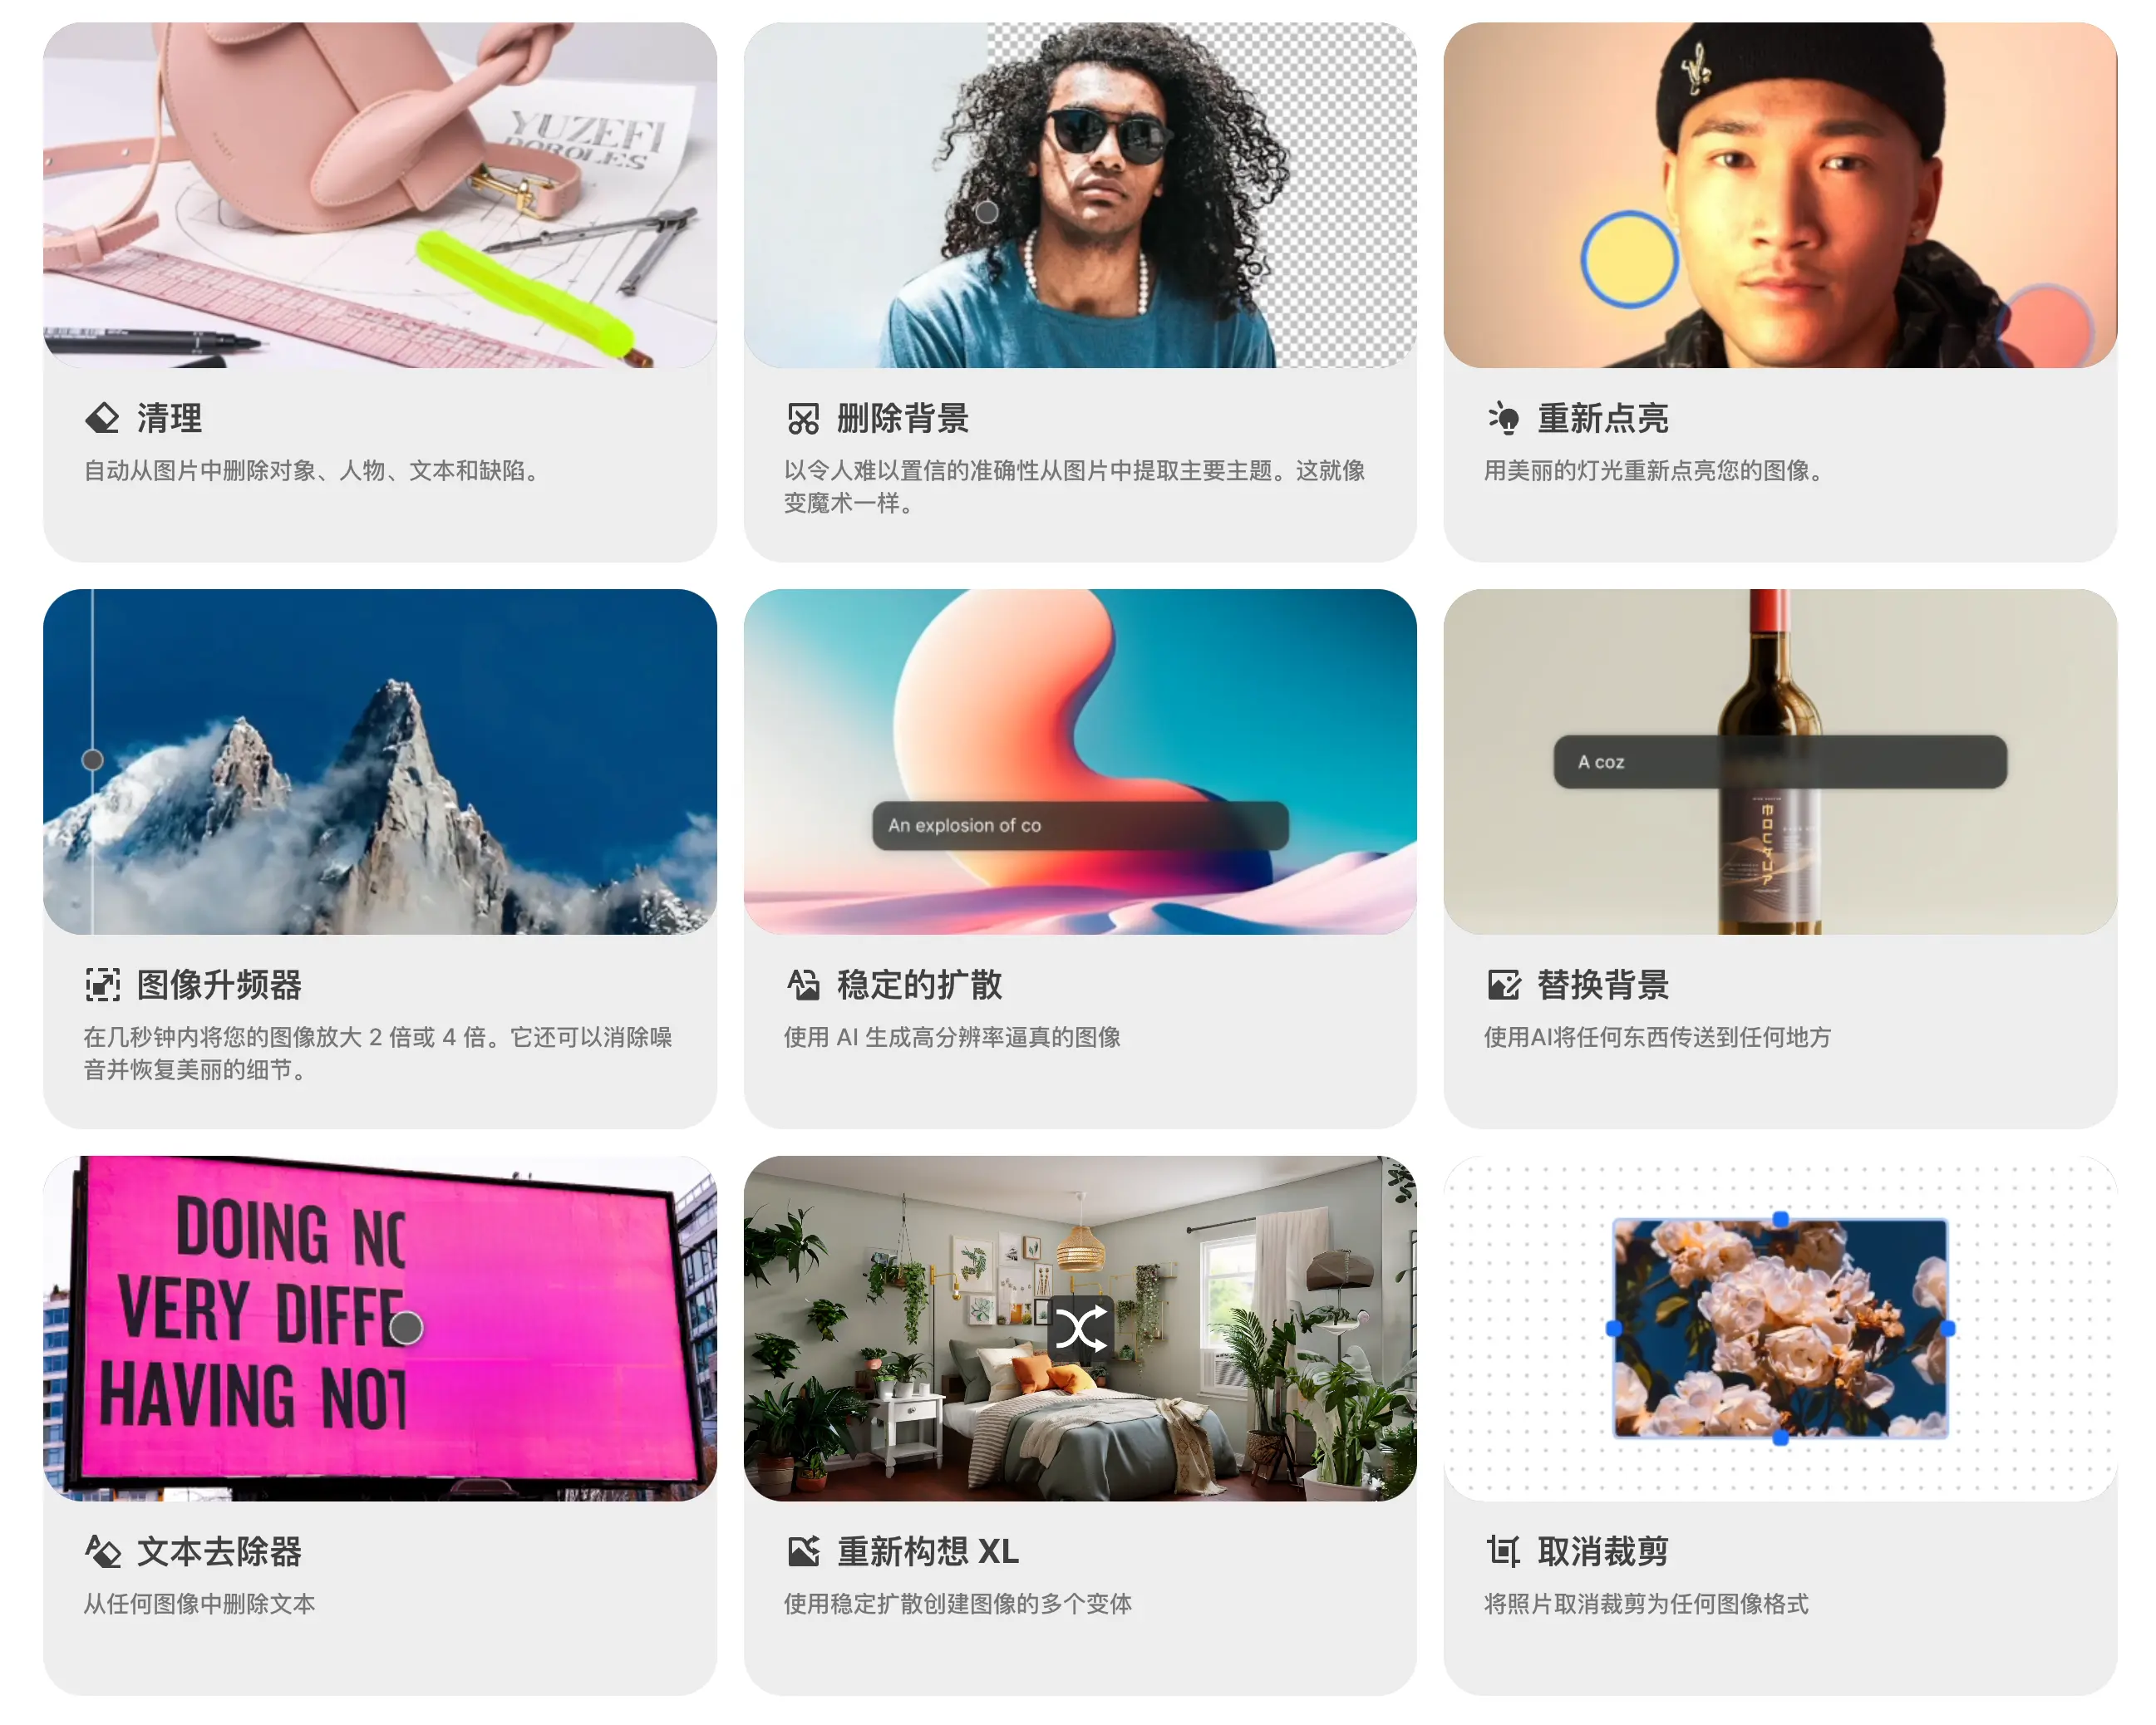 YUZEFI
DOROLES
清理
自动从图片中删除对象、人物、文本和缺陷。
删除背景
以令人难以置信的准确性从图片中提取主要主题。这就像
变魔术一样。
重新点亮
用美丽的灯光重新点亮您的图像。
图像升频器
在几秒钟内将您的图像放大 2 倍或 4 倍。它还可以消除噪
音并恢复美丽的细节。
An explosion of co
稳定的扩散
使用 AI 生成高分辨率逼真的图像
A coz
MOCKUP
替换背景
使用AI将任何东西传送到任何地方
DOING NO
VERY DIFFE
HAVING NOT
文本去除器
从任何图像中删除文本
重新构想 XL
使用稳定扩散创建图像的多个变体
取消裁剪
将照片取消裁剪为任何图像格式